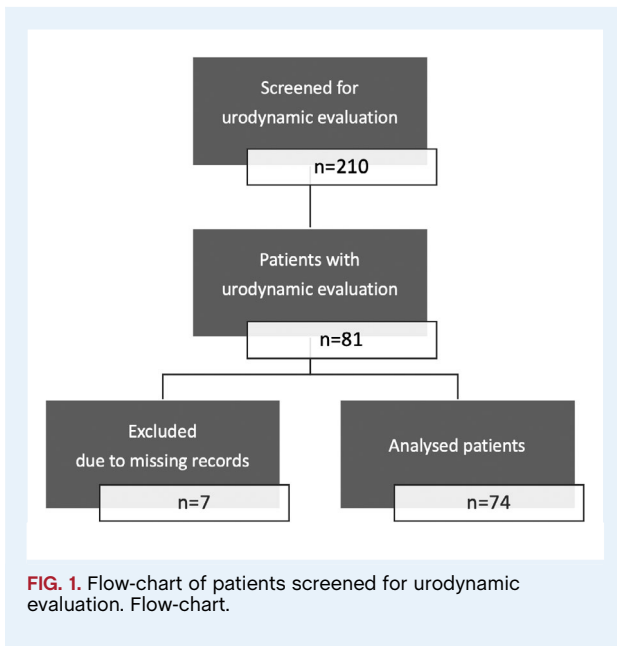 Screened for
urodynamic evaluation
n=210
Patients with
urodynamic evaluation
n=81
Excluded
due to missing records
n=7
Analysed patients
n=74
FIG. 1. Flow-chart of patients screened for urodynamic
evaluation. Flow-chart.